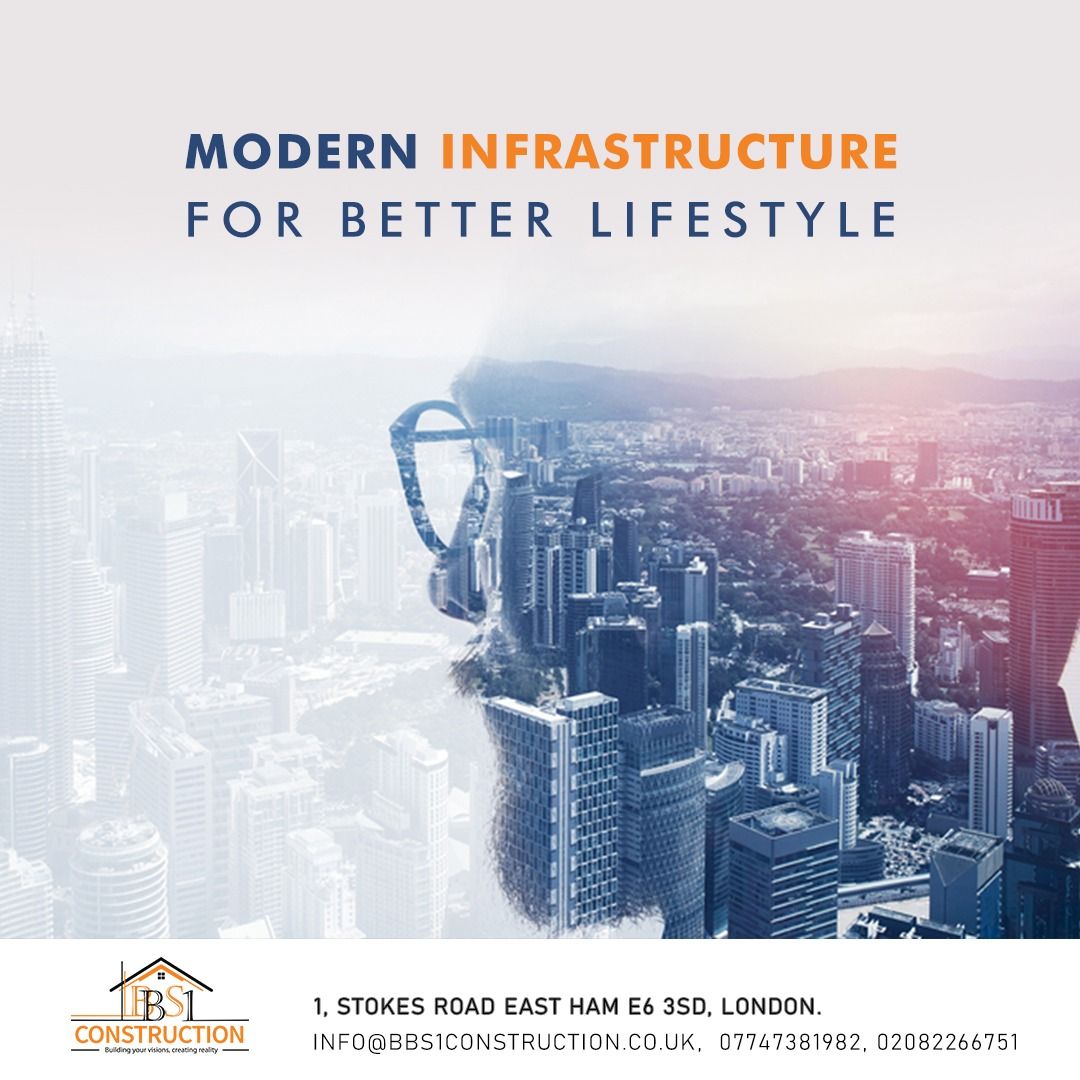 MODERN INFRASTRUCTURE
FOR BETTER LIFESTYLE
BBS1
CONSTRUCTION
Building your visions, creating reality
1, STOKES ROAD EAST HAM E6 3SD, LONDON.
INFO@BBS1CONSTRUCTION.CO.UK, 07747381982, 02082266751